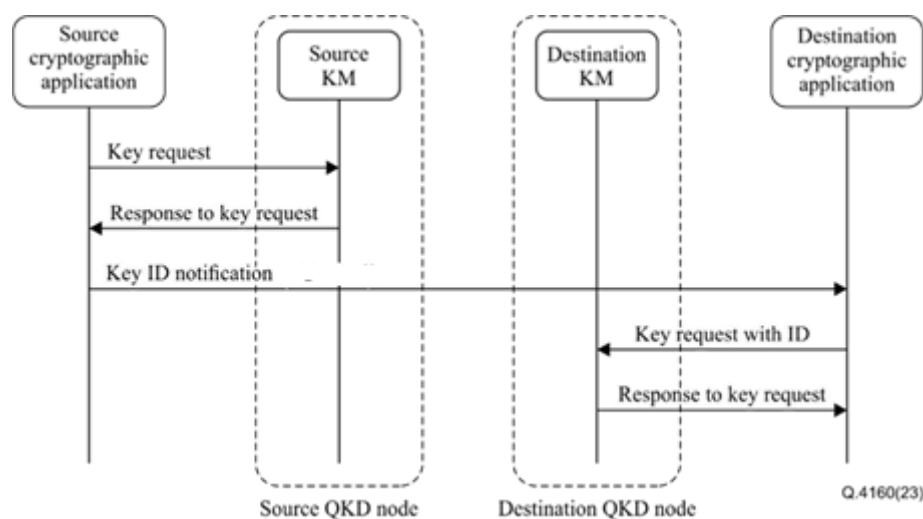 Source
cryptographic
application
Source
KM
Destination
KM
Destination
cryptographic
application
Key request
Response to key request
Key ID notification
Key request with ID
Response to key request
Source QKD node
Destination QKD node
Q.4160(23)